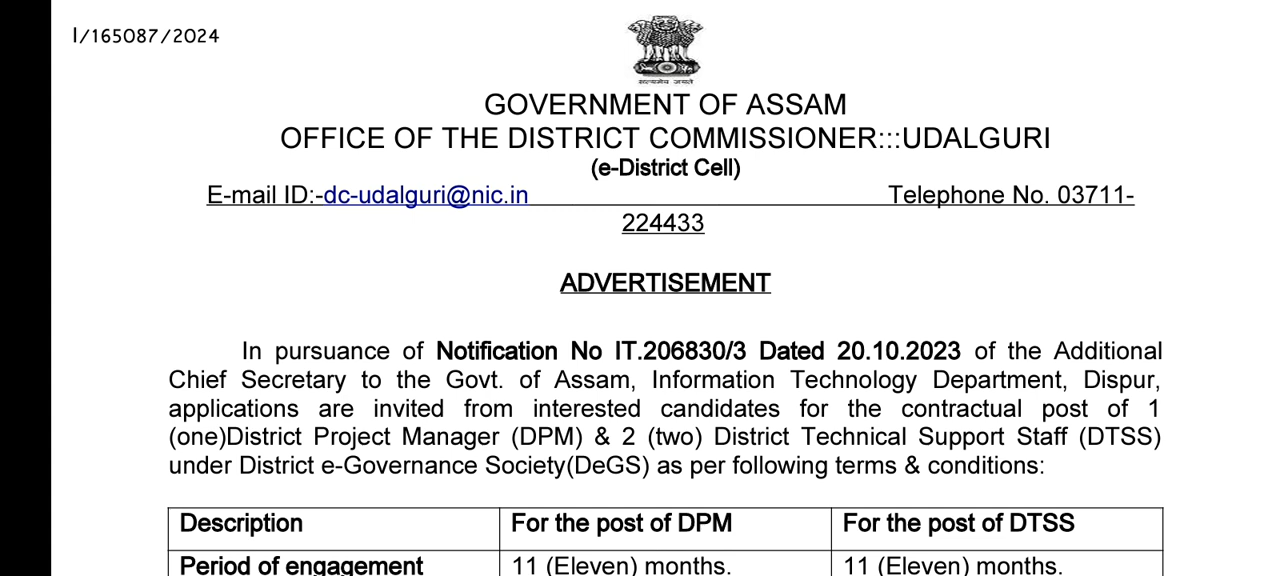 I/165087/2024
सत्यमेव जयते
GOVERNMENT OF ASSAM
OFFICE OF THE DISTRICT COMMISSIONER:::UDALGURI
(e-District Cell)
E-mail ID:-dc-udalguri@nic.in Telephone No. 03711-
224433
ADVERTISEMENT
In pursuance of Notification No IT.206830/3 Dated 20.10.2023 of the Additional
Chief Secretary to the Govt. of Assam, Information Technology Department, Dispur,
applications are invited from interested candidates for the contractual post of 1
(one)District Project Manager (DPM) & 2 (two) District Technical Support Staff (DTSS)
under District e-Governance Society(DeGS) as per following terms & conditions:
Description For the post of DPM For the post of DTSS
Period of engagement 11 (Eleven) months. 11 (Eleven) months.